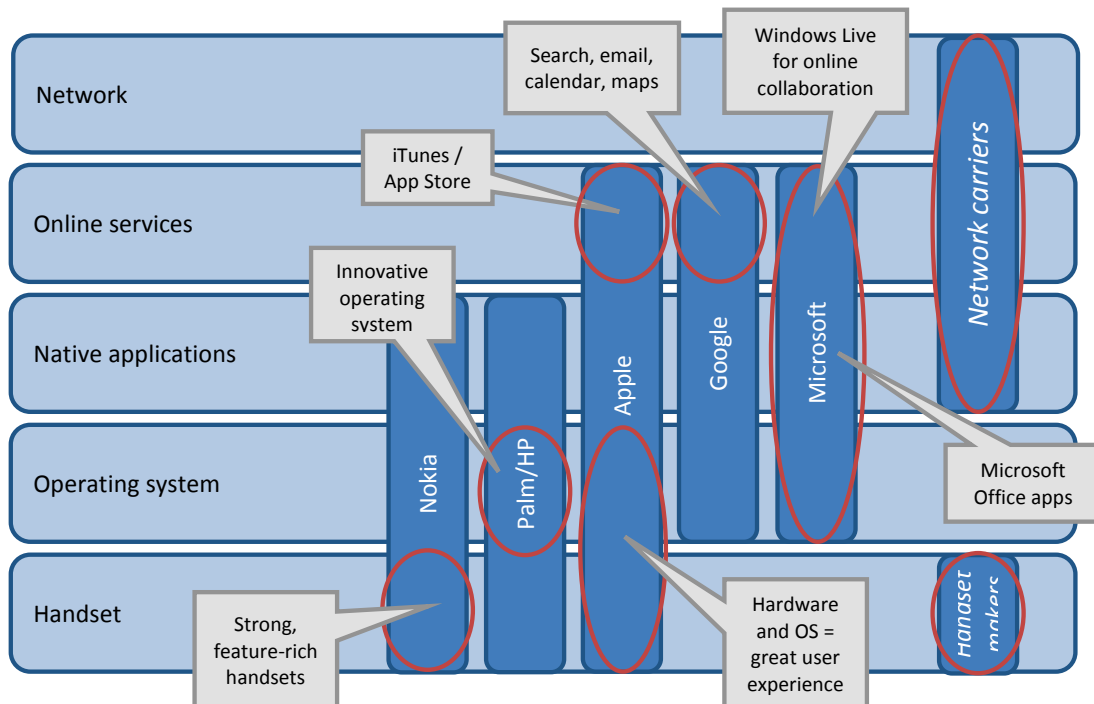 Network
Online services
Native applications
Operating system
Handset
Search, email,
calendar, maps
Windows Live
for online
collaboration
iTunes /
App Store
Innovative
operating
system
Microsoft
Office apps
Strong,
feature-rich
handsets
Hardware
and OS =
great user
experience
Nokia
Palm/HP
Apple
Google
Microsoft
Network carriers
Handset
makers